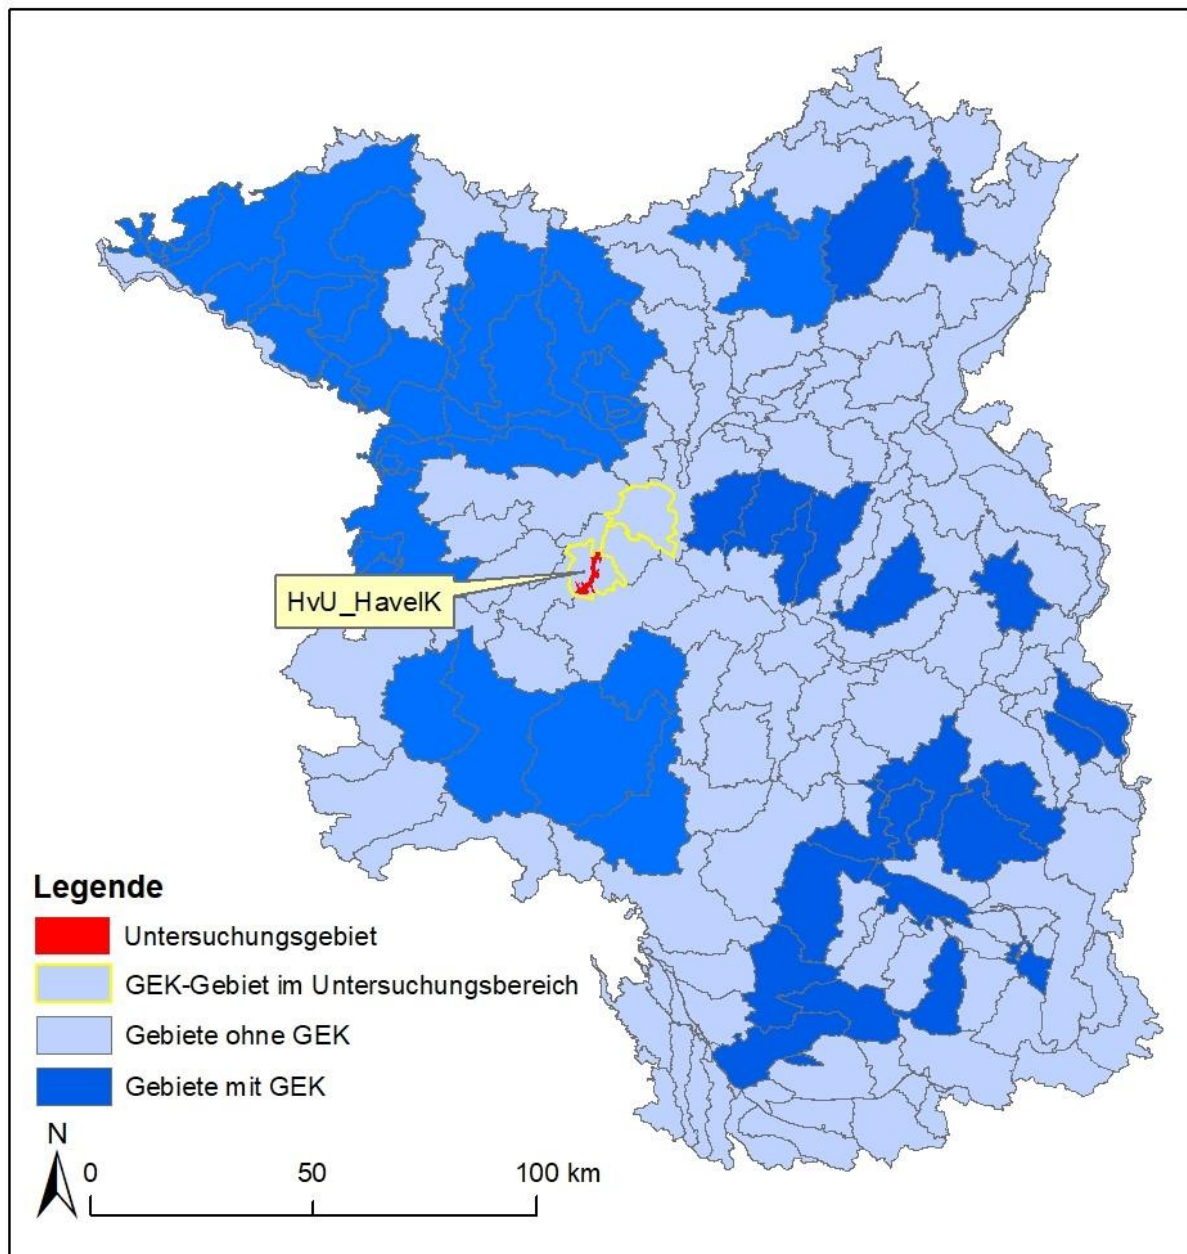 HvU_HavelK
Legende
Untersuchungsgebiet
GEK-Gebiet im Untersuchungsbereich
Gebiete ohne GEK
Gebiete mit GEK
N
0 50 100 km